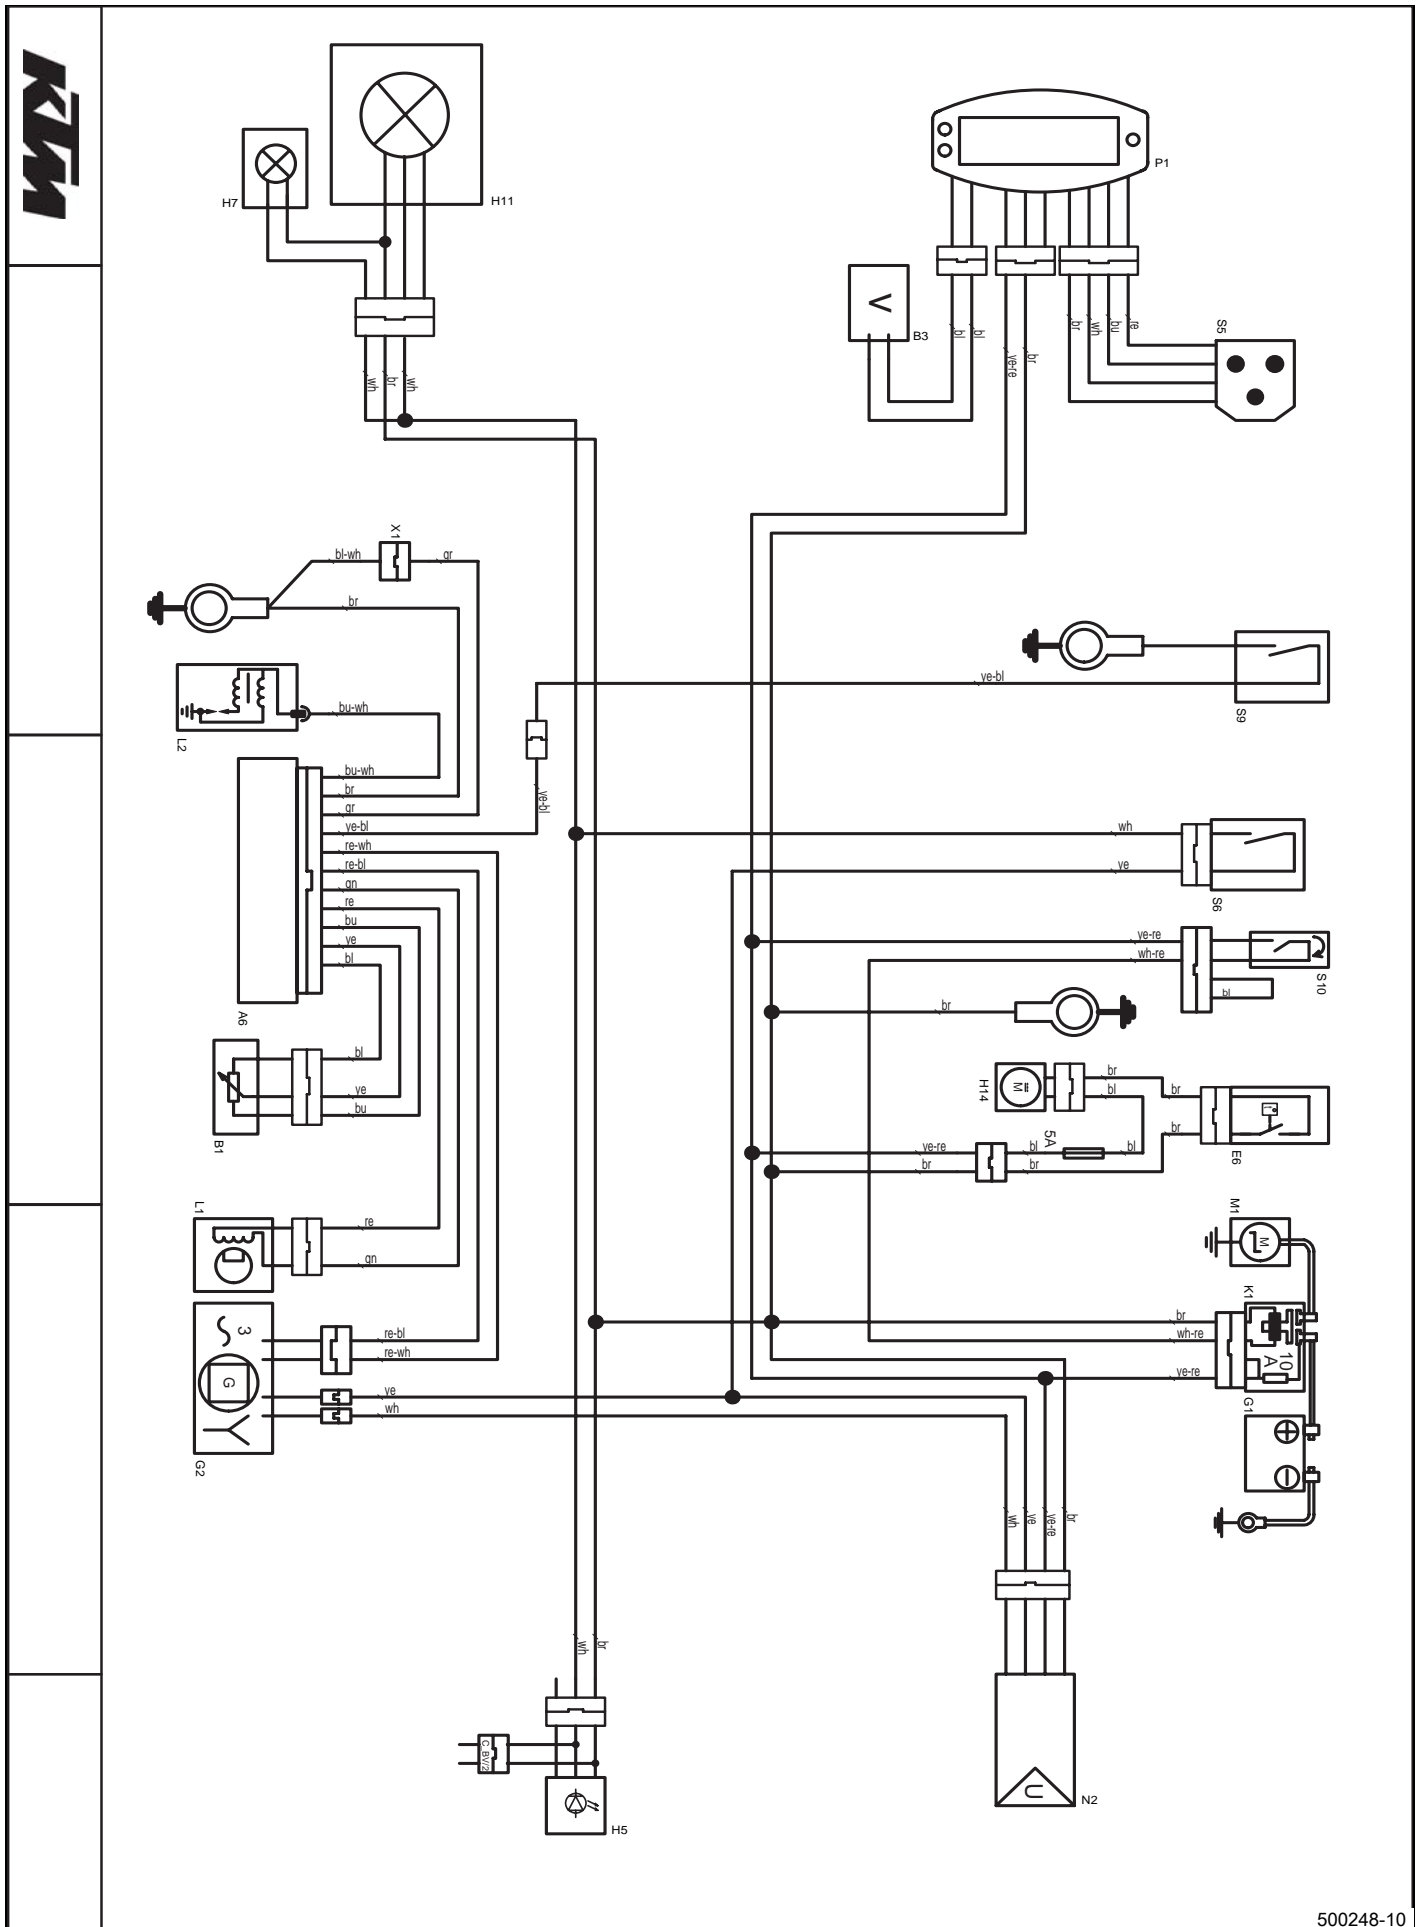 KTM
H7
H11
P1
V
B3
bl
bl
ye-re
br
br
wh
bu
re
S5
wh
br
wh
X1
bl-wh
gr
br
bu-wh
L2
ye-bl
S9
bu-wh
br
gr
ye-bl
re-wh
re-bl
gn
re
bu
ye
bl
ye-bl
A6
wh
ye
S6
ye-re
wh-re
bl
S10
br
bl
ye
bu
B1
H14
M
br
bl
br
br
5A
ye-re
bl
bl
br
br
E6
L1
re
gn
M1
M
K1
br
wh-re
ye-re
10
A
G1
3
G
G2
re-bl
re-wh
ye
wh
wh
ye
ye-re
br
wh
br
C_BV/2
H5
U
N2
500248-10